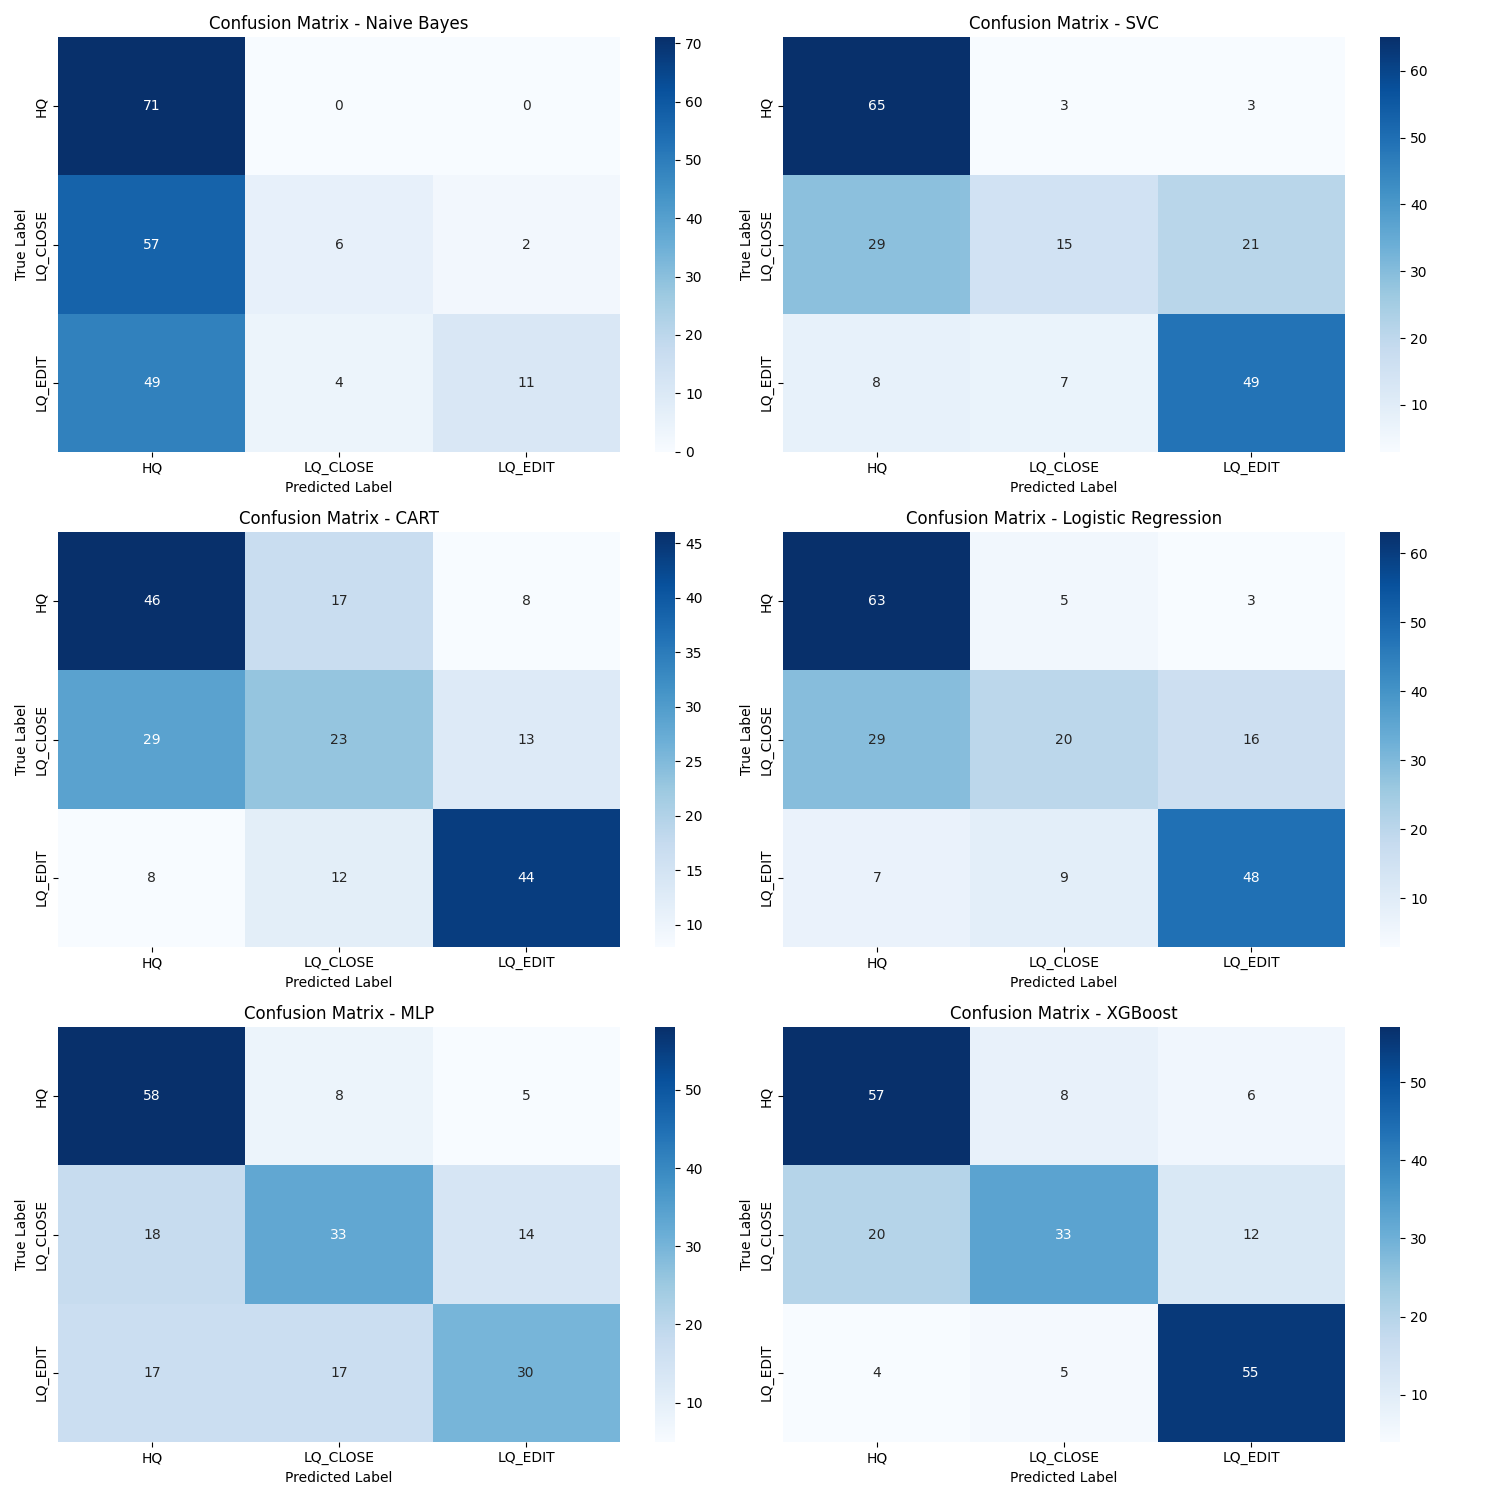 Confusion Matrix - Naive Bayes
True Label
HQ
LQ_CLOSE
LQ_EDIT
71 0 0
57 6 2
49 4 11
HQ LQ_CLOSE LQ_EDIT
Predicted Label
70
60
50
40
30
20
10
0
Confusion Matrix - SVC
True Label
HQ
LQ_CLOSE
LQ_EDIT
65 3 3
29 15 21
8 7 49
HQ LQ_CLOSE LQ_EDIT
Predicted Label
60
50
40
30
20
10
Confusion Matrix - CART
True Label
HQ
LQ_CLOSE
LQ_EDIT
46 17 8
29 23 13
8 12 44
HQ LQ_CLOSE LQ_EDIT
Predicted Label
45
40
35
30
25
20
15
10
Confusion Matrix - Logistic Regression
True Label
HQ
LQ_CLOSE
LQ_EDIT
63 5 3
29 20 16
7 9 48
HQ LQ_CLOSE LQ_EDIT
Predicted Label
60
50
40
30
20
10
Confusion Matrix - MLP
True Label
HQ
LQ_CLOSE
LQ_EDIT
58 8 5
18 33 14
17 17 30
HQ LQ_CLOSE LQ_EDIT
Predicted Label
50
40
30
20
10
Confusion Matrix - XGBoost
True Label
HQ
LQ_CLOSE
LQ_EDIT
57 8 6
20 33 12
4 5 55
HQ LQ_CLOSE LQ_EDIT
Predicted Label
50
40
30
20
10